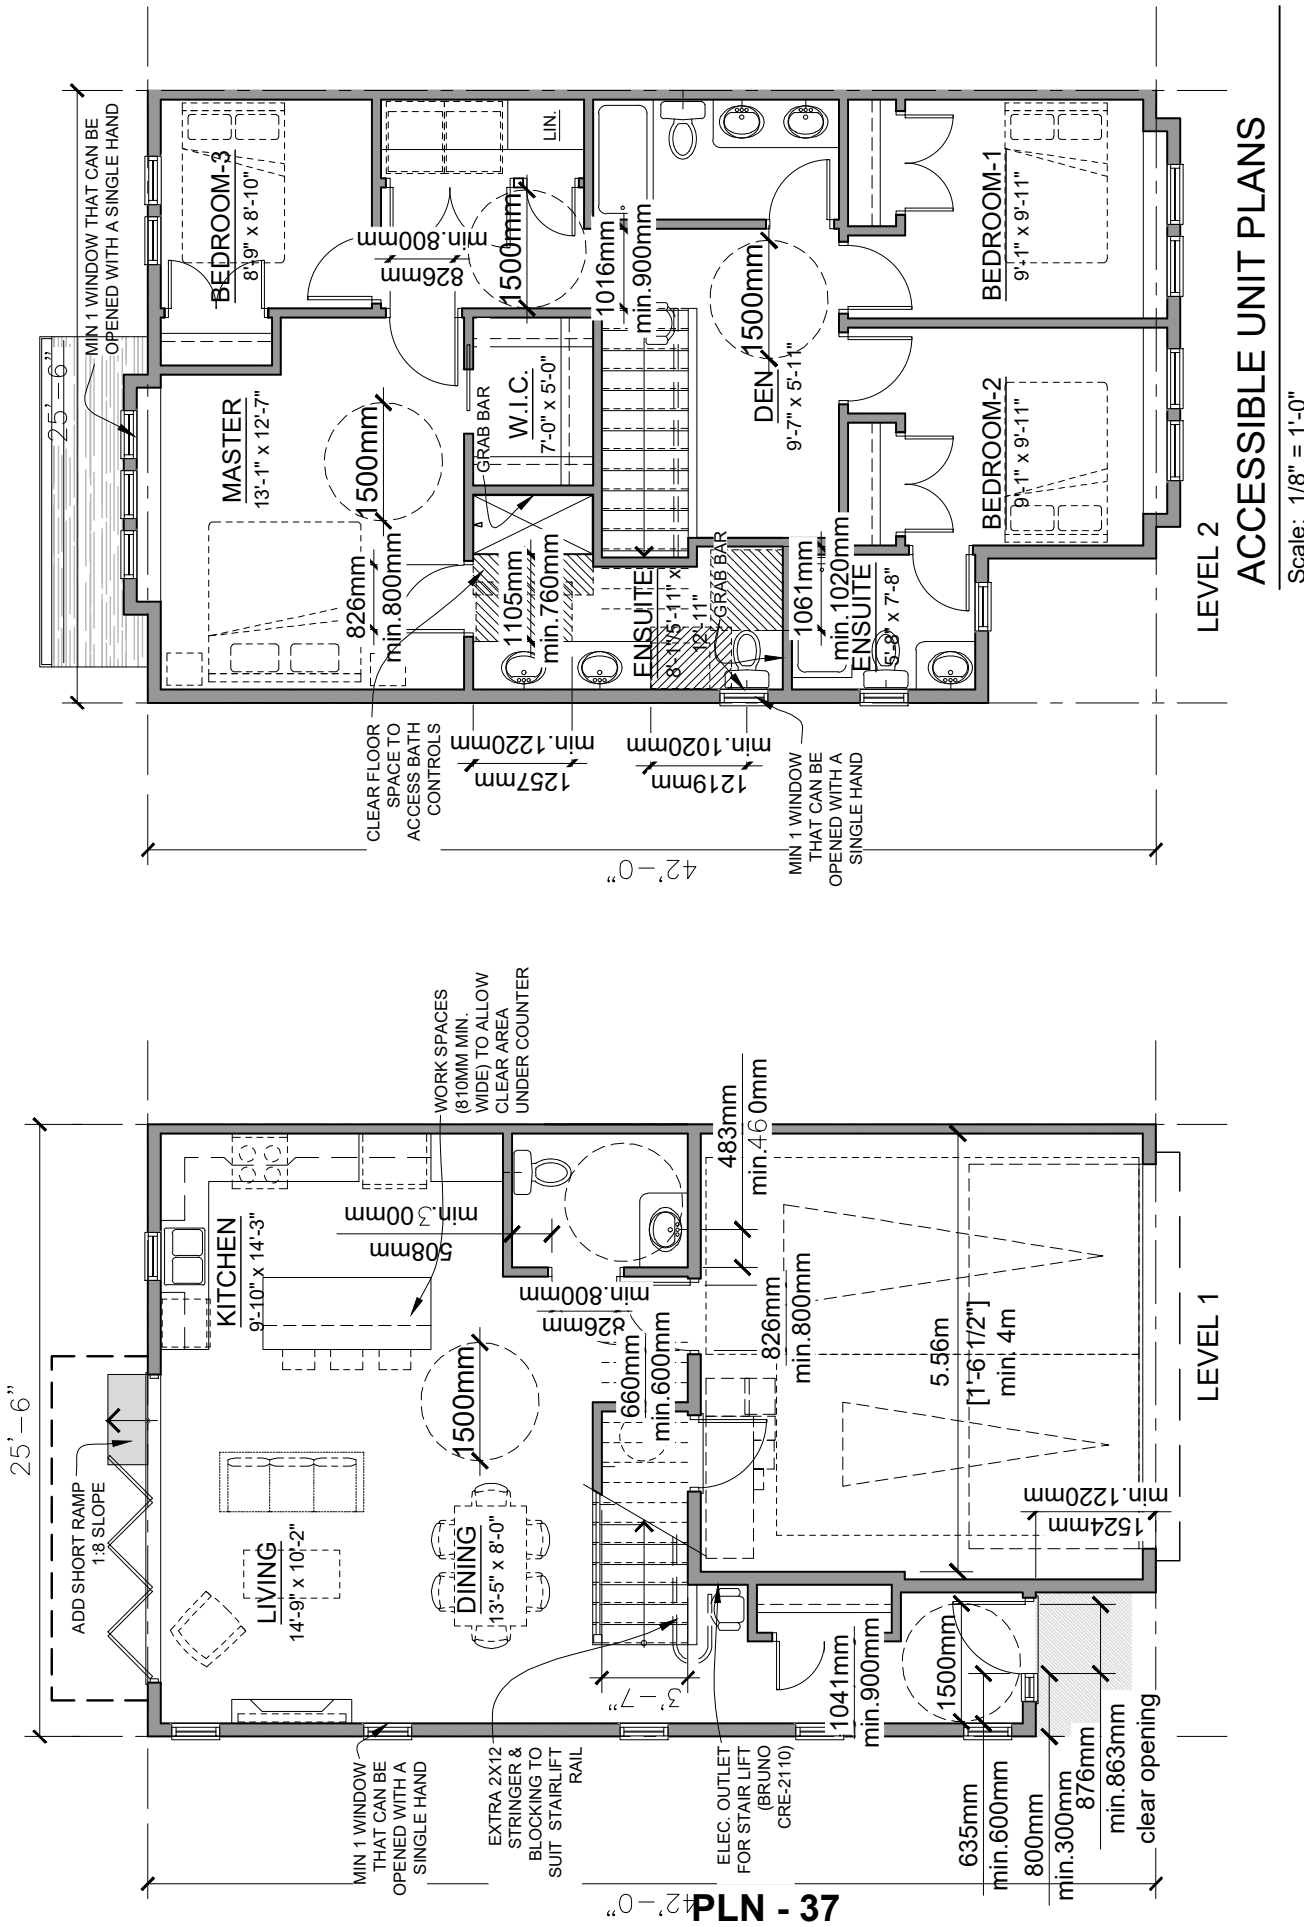 25'-6"
MIN 1 WINDOW THAT CAN BE
OPENED WITH A SINGLE HAND
BEDROOM-3
8'-9" x 8'-10"
MASTER
13'-1" x 12'-7"
1500mm
826mm
min.800mm
826mm
min.800mm
LIN.
1500mm
W.I.C.
7'-0" x 5'-0"
GRAB BAR
1016mm
min.900mm
1500mm
DEN
9'-7" x 5'-11"
BEDROOM-1
9'-1" x 9'-11"
BEDROOM-2
9'-1" x 9'-11"
1105mm
min.760mm
ENSUITE
8'-1"/5'-11" x
12'-11"
GRAB BAR
1061mm
min.1020mm
ENSUITE
5'-8" x 7'-8"
CLEAR FLOOR
SPACE TO
ACCESS BATH
CONTROLS
min.1220mm
1257mm
min.1020mm
1219mm
MIN 1 WINDOW
THAT CAN BE
OPENED WITH A
SINGLE HAND
42'-0"
LEVEL 2
ACCESSIBLE UNIT PLANS
Scale: 1/8" = 1'-0"
25'-6"
ADD SHORT RAMP
1:8 SLOPE
KITCHEN
9'-10" x 14'-3"
WORK SPACES
(810MM MIN.
WIDE) TO ALLOW
CLEAR AREA
UNDER COUNTER
LIVING
14'-9" x 10'-2"
DINING
13'-5" x 8'-0"
1500mm
min.300mm
508mm
min.800mm
826mm
660mm
min.600mm
483mm
min.460mm
826mm
min.800mm
5.56m
[1'-6 1/2"]
min. 4m
min.1220mm
1524mm
3'-7"
1041mm
min.900mm
1500mm
MIN 1 WINDOW
THAT CAN BE
OPENED WITH A
SINGLE HAND
EXTRA 2X12
STRINGER &
BLOCKING TO
SUIT STAIRLIFT
RAIL
ELEC. OUTLET
FOR STAIR LIFT
(BRUNO
CRE-2110)
635mm
min.600mm
800mm
min.300mm
876mm
min.863mm
clear opening
42'-0"
LEVEL 1
PLN - 37